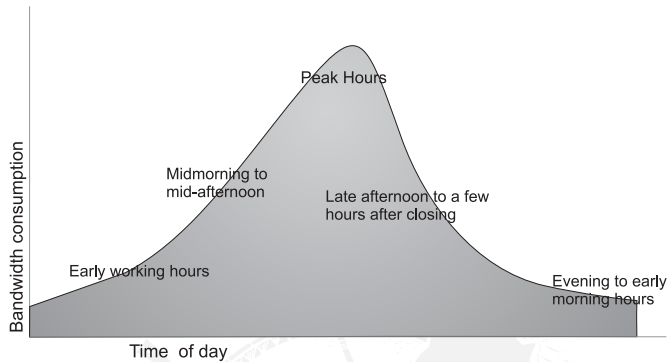 Peak Hours
Midmorning to
mid-afternoon
Late afternoon to a few
hours after closing
Early working hours
Evening to early
morning hours
Bandwidth consumption
Time of day